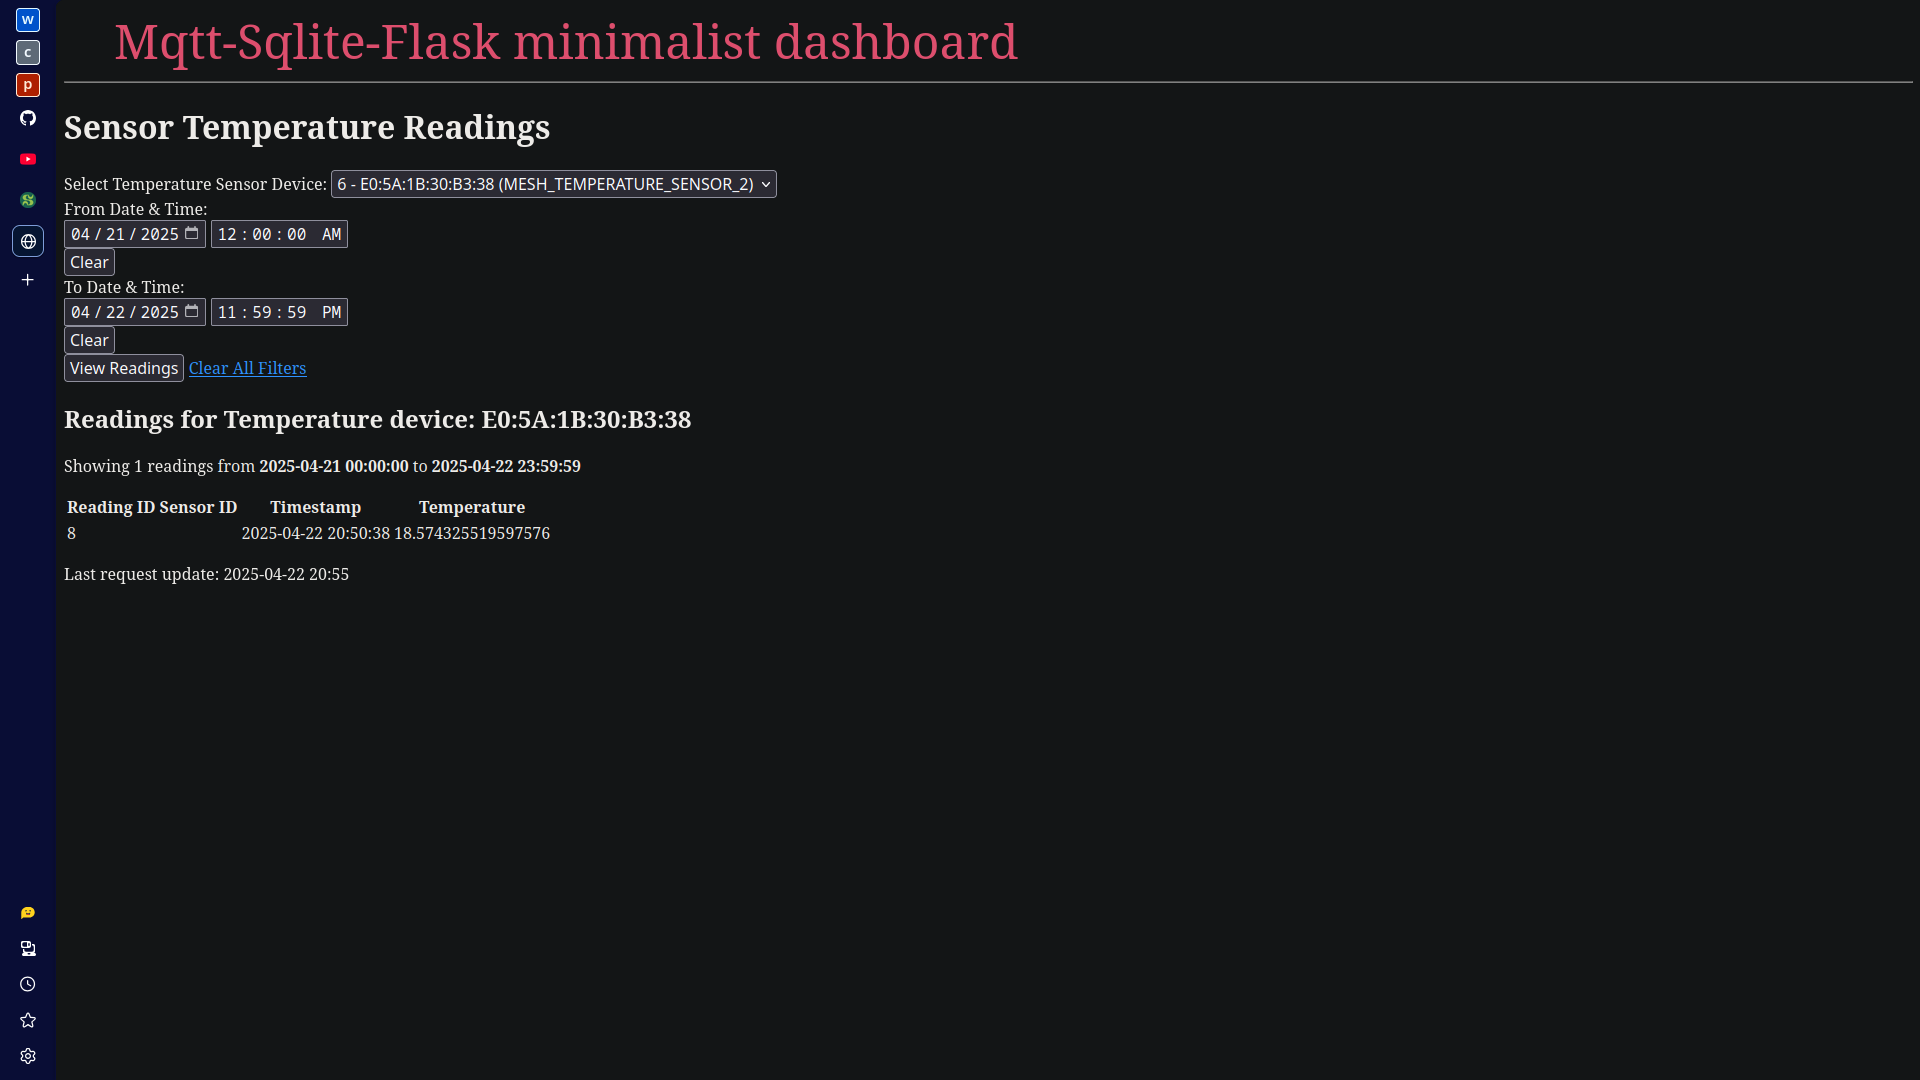 w
c
p
Mqtt-Sqlite-Flask minimalist dashboard
Sensor Temperature Readings
Select Temperature Sensor Device: 6 - E0:5A:1B:30:B3:38 (MESH_TEMPERATURE_SENSOR_2)
From Date & Time:
04 / 21 / 2025 12 : 00 : 00 AM
Clear
To Date & Time:
04 / 22 / 2025 11 : 59 : 59 PM
Clear
View Readings Clear All Filters
Readings for Temperature device: E0:5A:1B:30:B3:38
Showing 1 readings from 2025-04-21 00:00:00 to 2025-04-22 23:59:59
Reading ID Sensor ID Timestamp Temperature
8 2025-04-22 20:50:38 18.574325519597576
Last request update: 2025-04-22 20:55